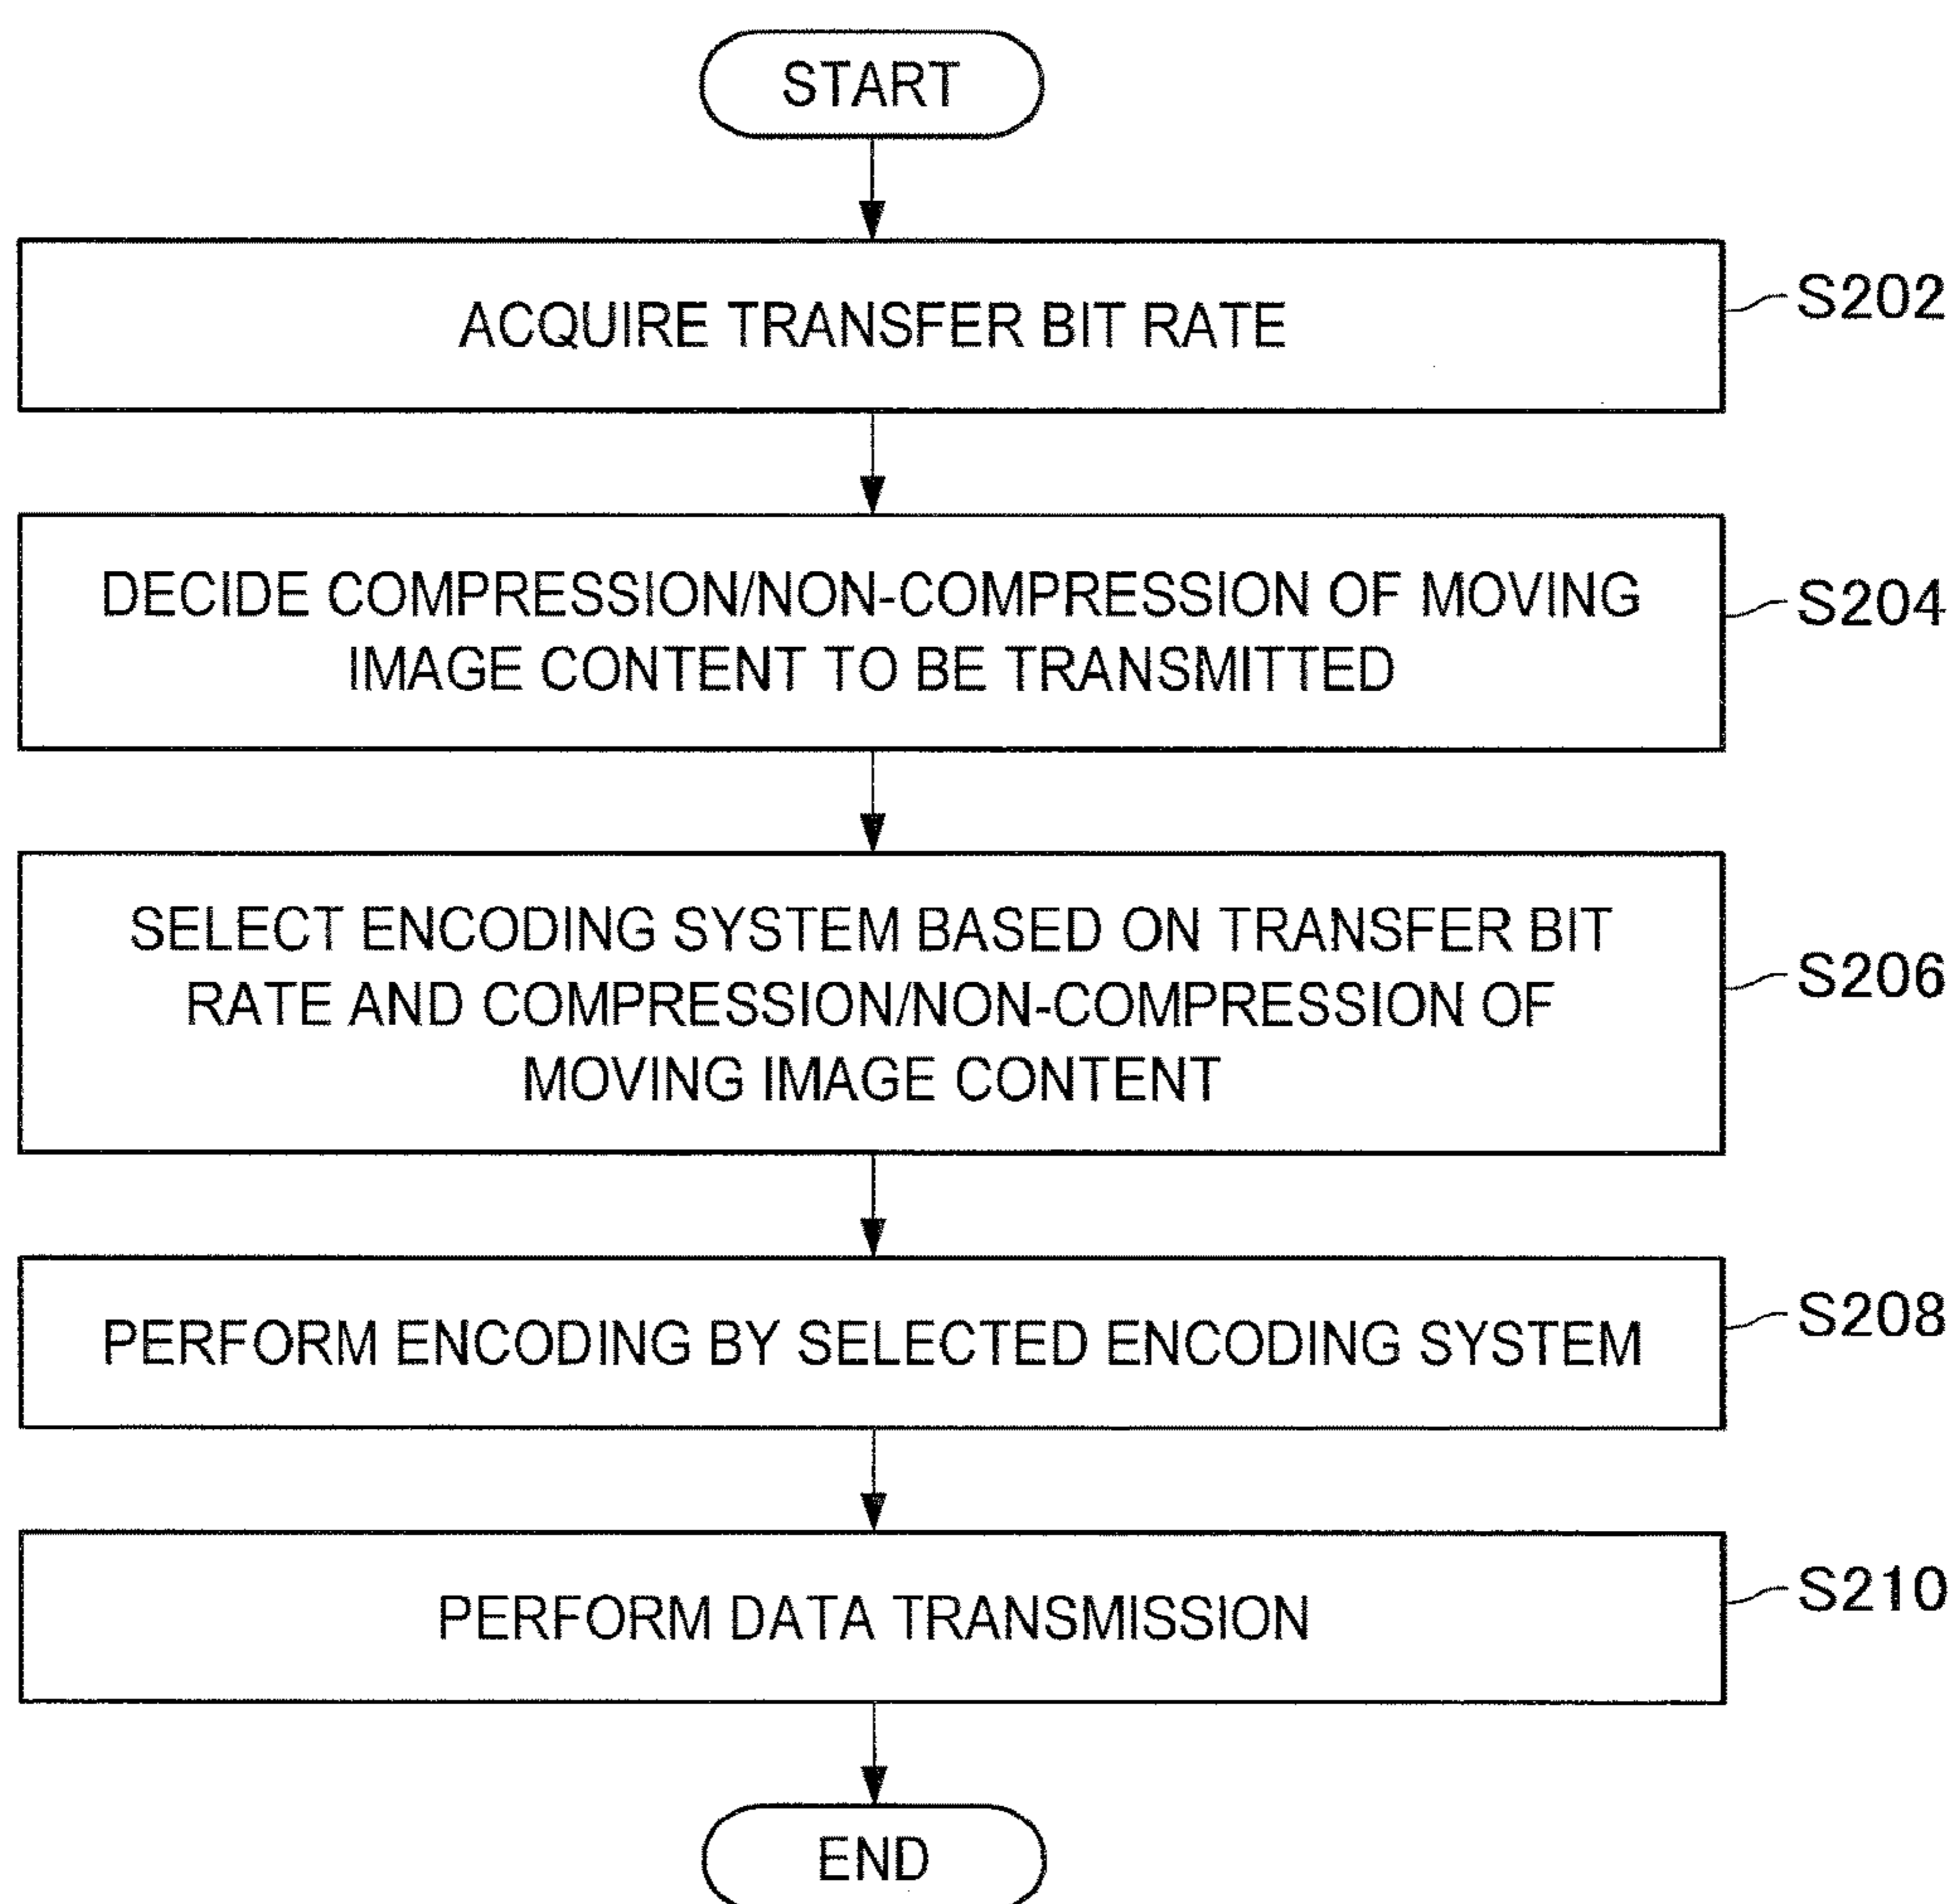 START
ACQUIRE TRANSFER BIT RATE
S202
DECIDE COMPRESSION/NON-COMPRESSION OF MOVING
IMAGE CONTENT TO BE TRANSMITTED
S204
SELECT ENCODING SYSTEM BASED ON TRANSFER BIT
RATE AND COMPRESSION/NON-COMPRESSION OF
MOVING IMAGE CONTENT
S206
PERFORM ENCODING BY SELECTED ENCODING SYSTEM
S208
PERFORM DATA TRANSMISSION
S210
END